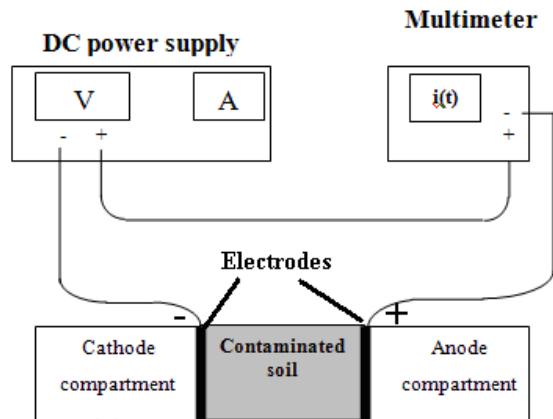 Multimeter
DC power supply
V
A
i(t)
-
+
-
+
Electrodes
-
+
Cathode
compartment
Contaminated
soil
Anode
compartment